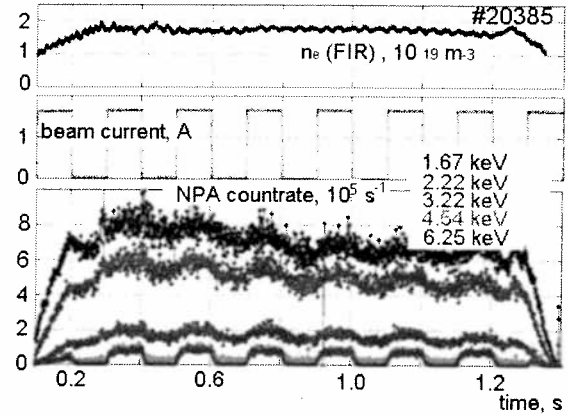 2
#20385
1
ne (FIR) , 10 19 m-3
0
1
beam current, A
0
1.67 keV
2.22 keV
NPA countrate, 10⁵ s⁻¹
3.22 keV
8
4.54 keV
6
6.25 keV
4
2
0
0.2 0.6 1.0 1.2
time, s